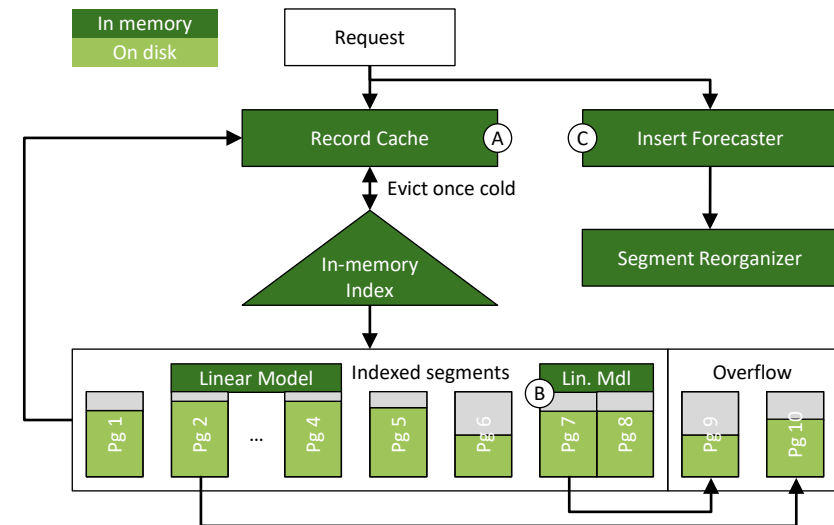 In memory
On disk
Request
Record Cache
A
C
Insert Forecaster
Evict once cold
In-memory
Index
Segment Reorganizer
Linear Model
Indexed segments
Lin. Mdl
Overflow
B
Pg 1
Pg 2
...
Pg 4
Pg 5
Pg 6
Pg 7
Pg 8
Pg 9
Pg 10